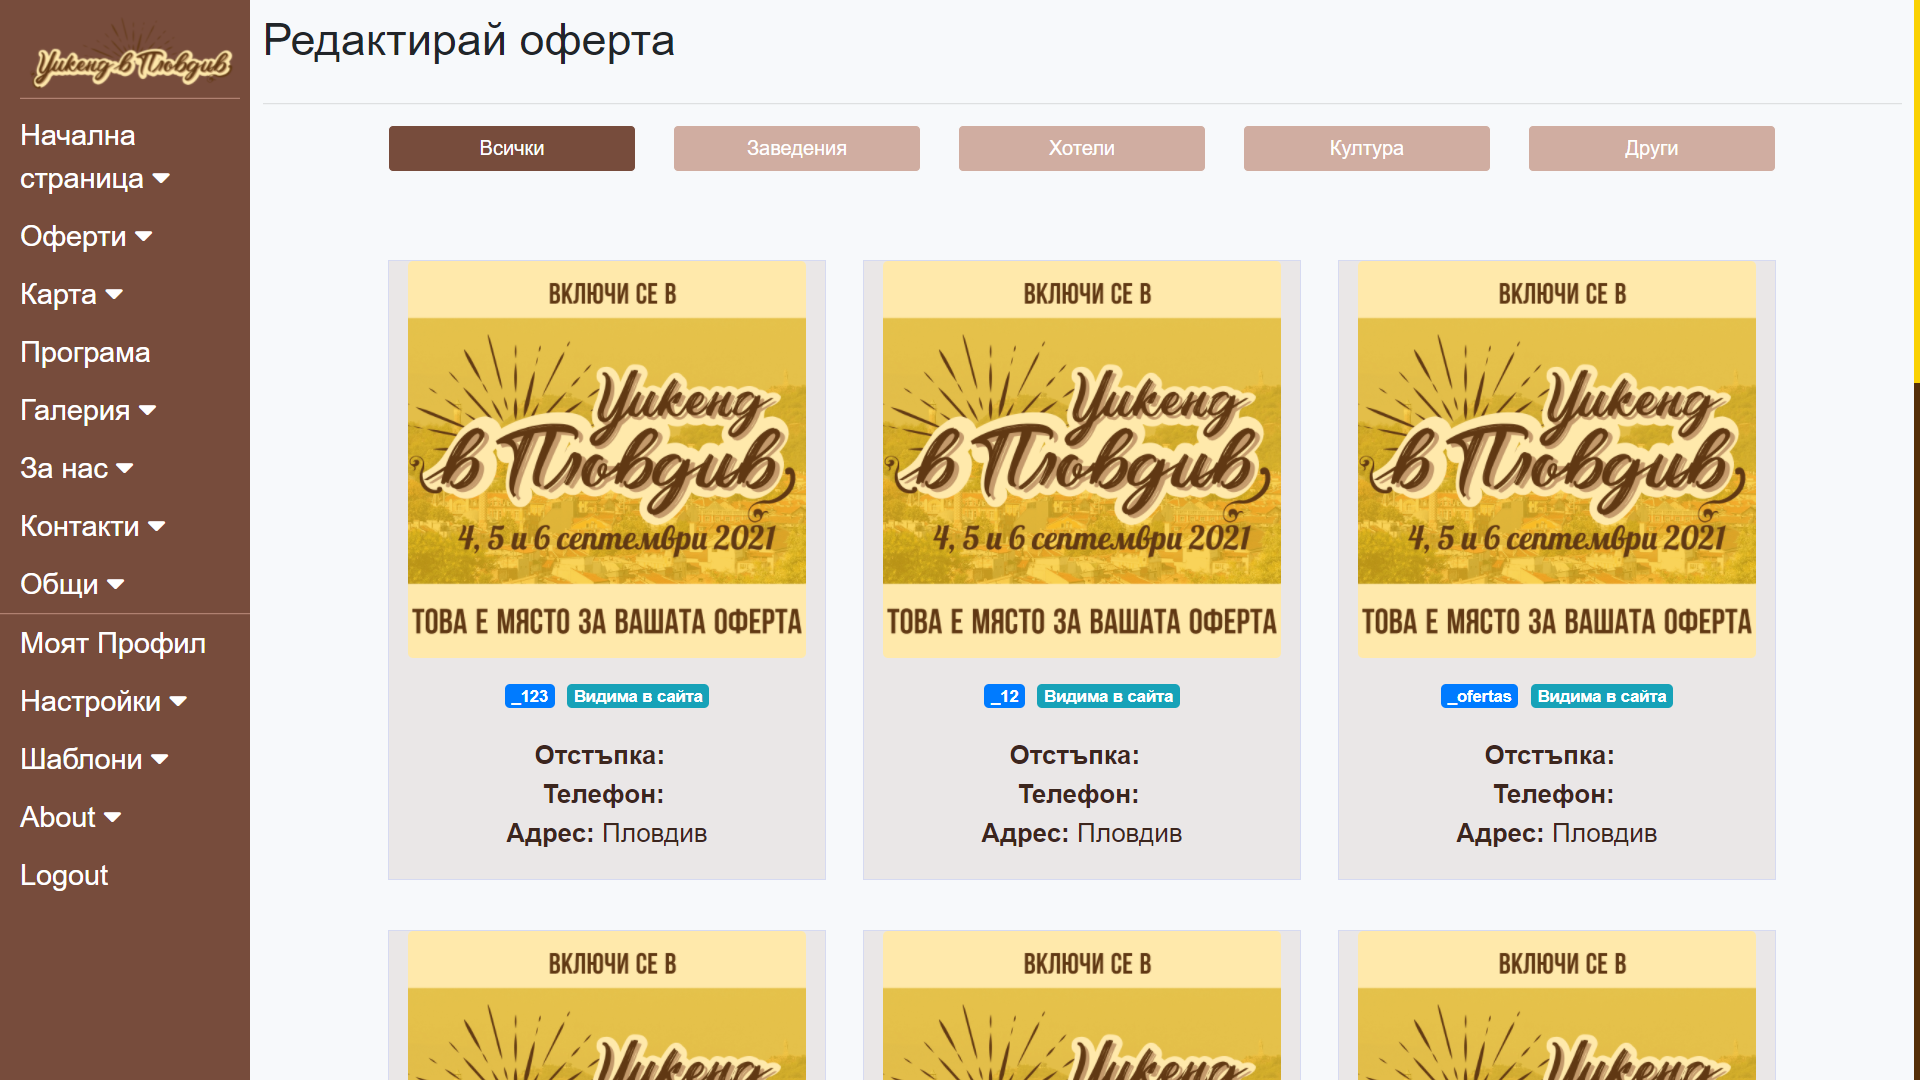 Уикенд в Пловдив
Начална
страница
Оферти
Карта
Програма
Галерия
За нас
Контакти
Общи
Моят Профил
Настройки
Шаблони
About
Logout
Редактирай оферта
Всички
Заведения
Хотели
Култура
Други
ВКЛЮЧИ СЕ В
Уикенд
в Пловдив
4, 5 и 6 септември 2021
ТОВА Е МЯСТО ЗА ВАШАТА ОФЕРТА
_123 Видима в сайта
Отстъпка:
Телефон:
Адрес: Пловдив
ВКЛЮЧИ СЕ В
Уикенд
в Пловдив
4, 5 и 6 септември 2021
ТОВА Е МЯСТО ЗА ВАШАТА ОФЕРТА
_12 Видима в сайта
Отстъпка:
Телефон:
Адрес: Пловдив
ВКЛЮЧИ СЕ В
Уикенд
в Пловдив
4, 5 и 6 септември 2021
ТОВА Е МЯСТО ЗА ВАШАТА ОФЕРТА
_ofertas Видима в сайта
Отстъпка:
Телефон:
Адрес: Пловдив
ВКЛЮЧИ СЕ В
Уикенд
ВКЛЮЧИ СЕ В
Уикенд
ВКЛЮЧИ СЕ В
Уикенд